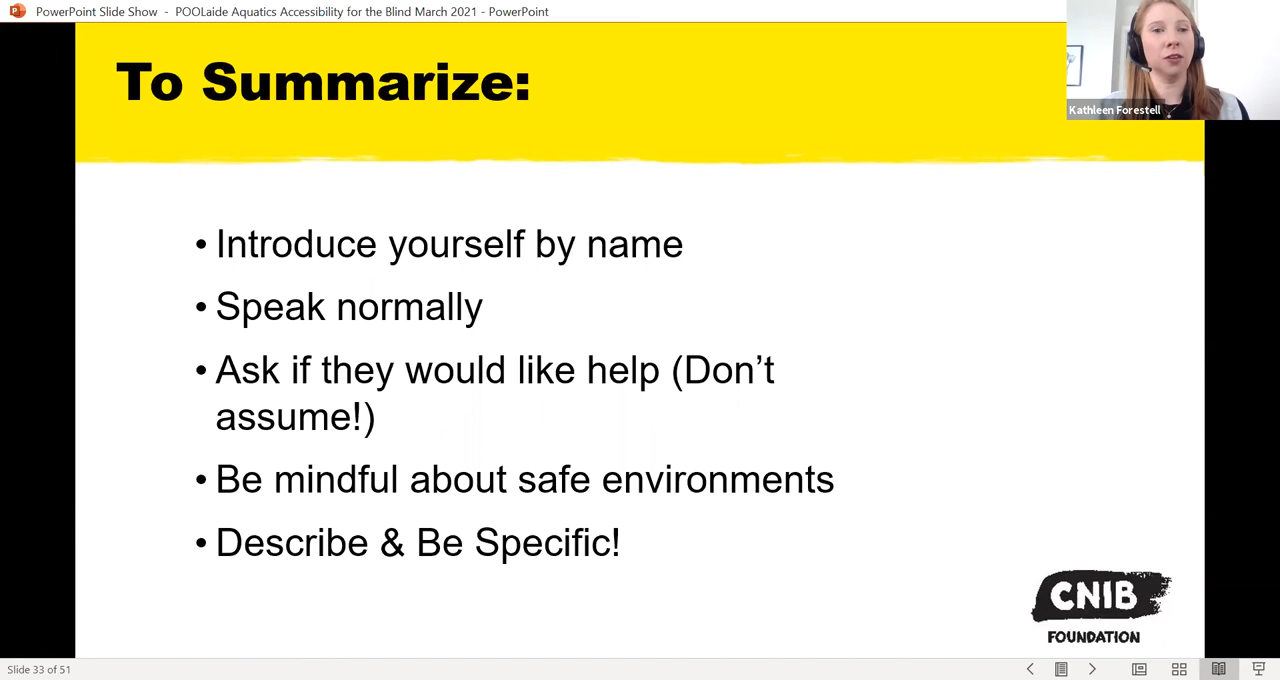 PowerPoint Slide Show - POOLaide Aquatics Accessibility for the Blind March 2021 - PowerPoint
To Summarize:
Kathleen Forestell
• Introduce yourself by name
• Speak normally
• Ask if they would like help (Don’t
assume!)
• Be mindful about safe environments
• Describe & Be Specific!
CNIB
FOUNDATION
Slide 33 of 51